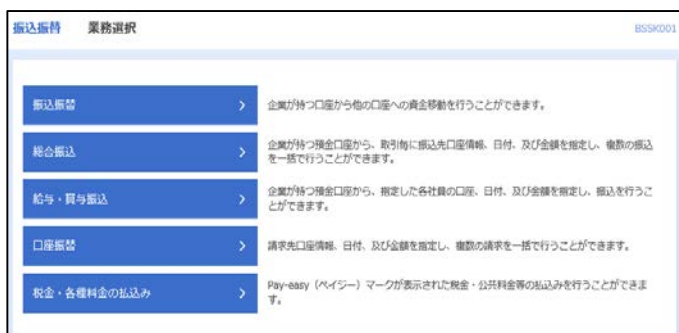 振込振替 業務選択 BSSK001
振込振替 企業が持つ口座から他の口座への資金移動を行うことができます。
総合振込 企業が持つ預金口座から、取引毎に振込先口座情報、日付、及び金額を指定し、複数の振込
を一括で行うことができます。
給与・賞与振込 企業が持つ預金口座から、指定した各社員の口座、日付、及び金額を指定し、振込を行うこ
とができます。
口座振替 請求先口座情報、日付、及び金額を指定し、複数の請求を一括で行うことができます。
税金・各種料金の払込み Pay-easy（ペイジー）マークが表示された税金・公共料金等の払込みを行うことができま
す。